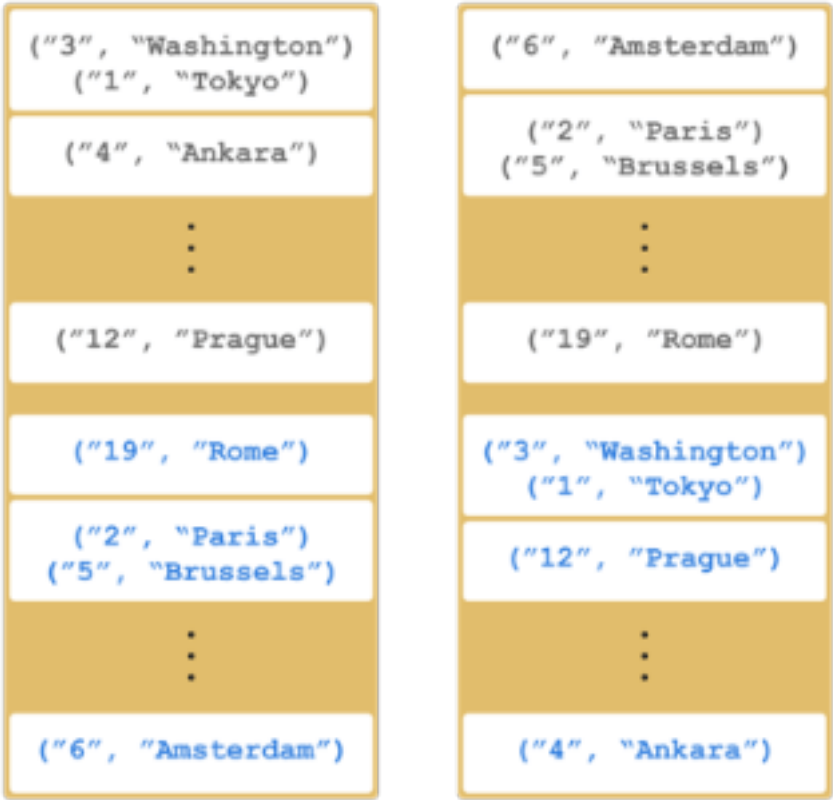 ("3", “Washington")
("1", “Tokyo")
("4", “Ankara")
("12", "Prague")
("19", "Rome")
("2", “Paris")
("5", “Brussels")
("6", "Amsterdam")
("6", "Amsterdam")
("2", “Paris")
("5", “Brussels")
("19", "Rome")
("3", “Washington")
("1", “Tokyo")
("12", "Prague")
("4", “Ankara")